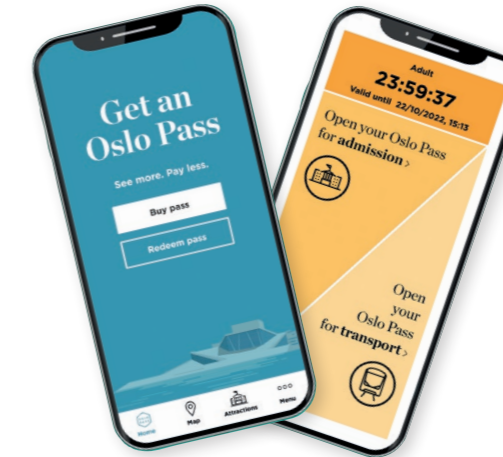 Get an
Oslo Pass
See more. Pay less.
Buy pass
Redeem pass
Home
Map
Attractions
Menu
Adult
23:59:37
Valid until 22/10/2022, 15:13
Open your Oslo Pass
for admission >
Open
your
Oslo Pass
for transport >